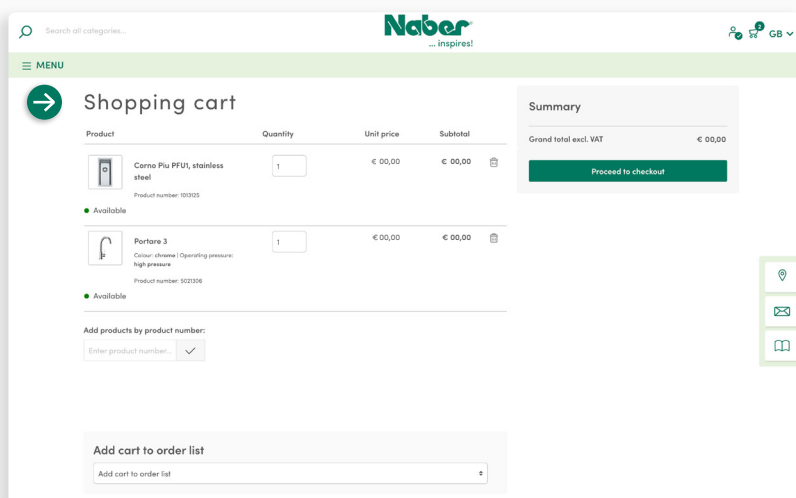 Search all categories...
Naber
... inspires!
2
GB
MENU
Shopping cart
Product Quantity Unit price Subtotal
Corno Piu PFU1, stainless
steel
1
€ 00,00
€ 00,00
Product number: 1013125
Available
Portare 3
1
€ 00,00
€ 00,00
Colour: chrome | Operating pressure:
high pressure
Product number: 5021306
Available
Add products by product number:
Enter product number...
Add cart to order list
Add cart to order list
Summary
Grand total excl. VAT € 00,00
Proceed to checkout